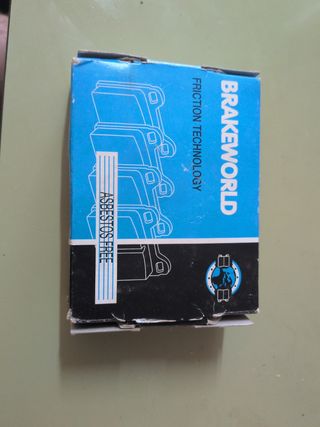 BRAKEWORLD
FRICTION TECHNOLOGY
ASBESTOS FREE